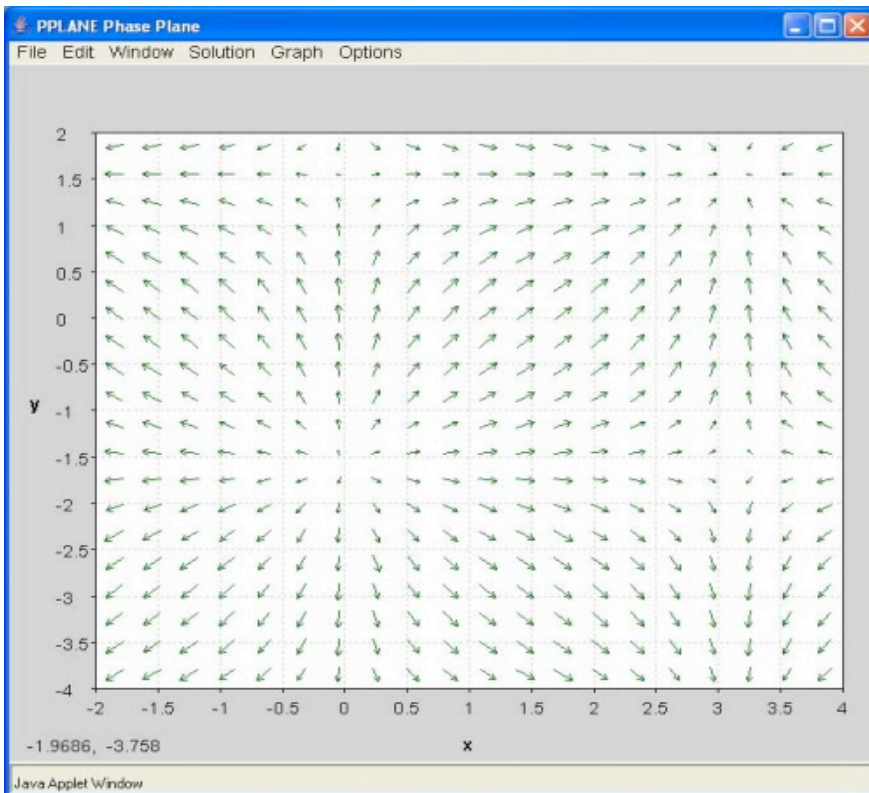 PPLANE Phase Plane
File Edit Window Solution Graph Options
2
1.5
1
0.5
0
-0.5
y
-1
-1.5
-2
-2.5
-3
-3.5
-4
-2 -1.5 -1 -0.5 0 0.5 1 1.5 2 2.5 3 3.5 4
-1.9686, -3.758
x
Java Applet Window